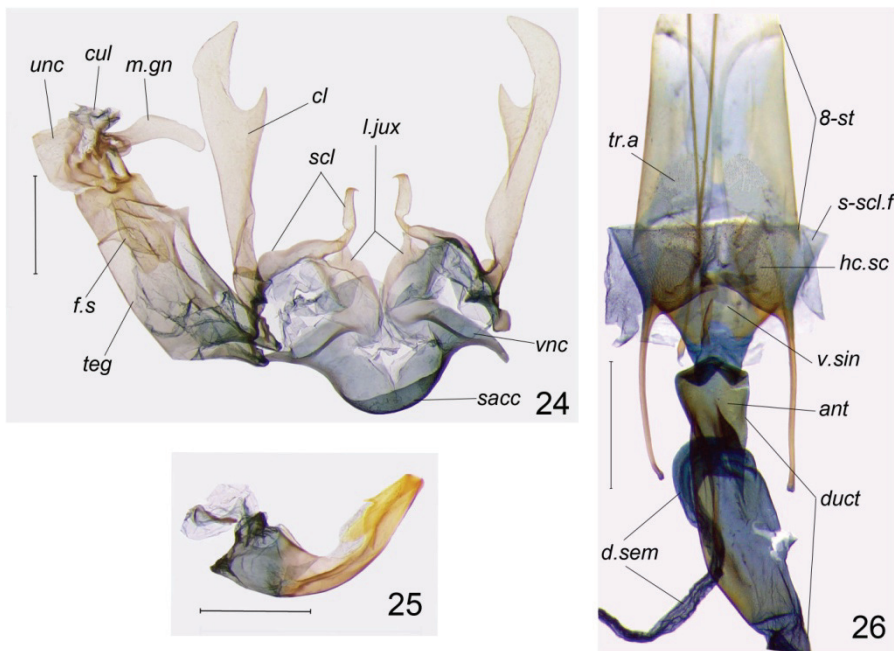 unc
cul
m.gn
cl
l.jux
scl
f.s
teg
vnc
sacc
24
25
8-st
tr.a
s-scl.f
hc.sc
v.sin
ant
duct
d.sem
26